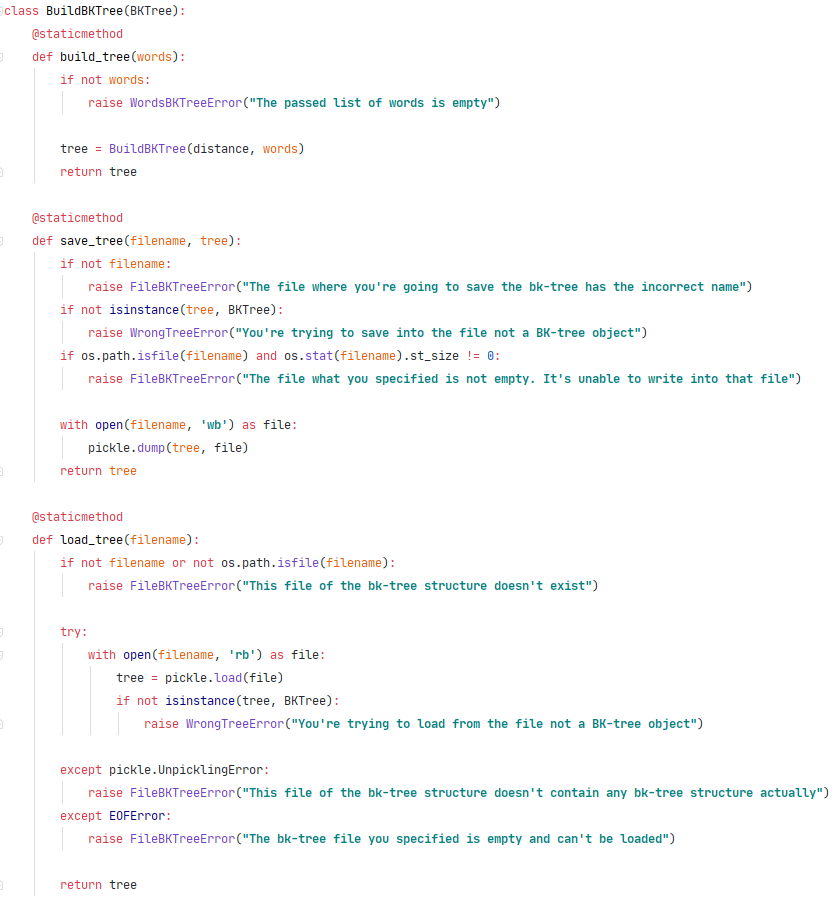 class BuildBKTree(BKTree):
    @staticmethod
    def build_tree(words):
        if not words:
            raise WordsBKTreeError("The passed list of words is empty")

        tree = BuildBKTree(distance, words)
        return tree

    @staticmethod
    def save_tree(filename, tree):
        if not filename:
            raise FileBKTreeError("The file where you're going to save the bk-tree has the incorrect name")
        if not isinstance(tree, BKTree):
            raise WrongTreeError("You're trying to save into the file not a BK-tree object")
        if os.path.isfile(filename) and os.stat(filename).st_size != 0:
            raise FileBKTreeError("The file what you specified is not empty. It's unable to write into that file")

        with open(filename, 'wb') as file:
            pickle.dump(tree, file)
        return tree

    @staticmethod
    def load_tree(filename):
        if not filename or not os.path.isfile(filename):
            raise FileBKTreeError("This file of the bk-tree structure doesn't exist")

        try:
            with open(filename, 'rb') as file:
                tree = pickle.load(file)
                if not isinstance(tree, BKTree):
                    raise WrongTreeError("You're trying to load from the file not a BK-tree object")

        except pickle.UnpicklingError:
            raise FileBKTreeError("This file of the bk-tree structure doesn't contain any bk-tree structure actually")
        except EOFError:
            raise FileBKTreeError("The bk-tree file you specified is empty and can't be loaded")

        return tree